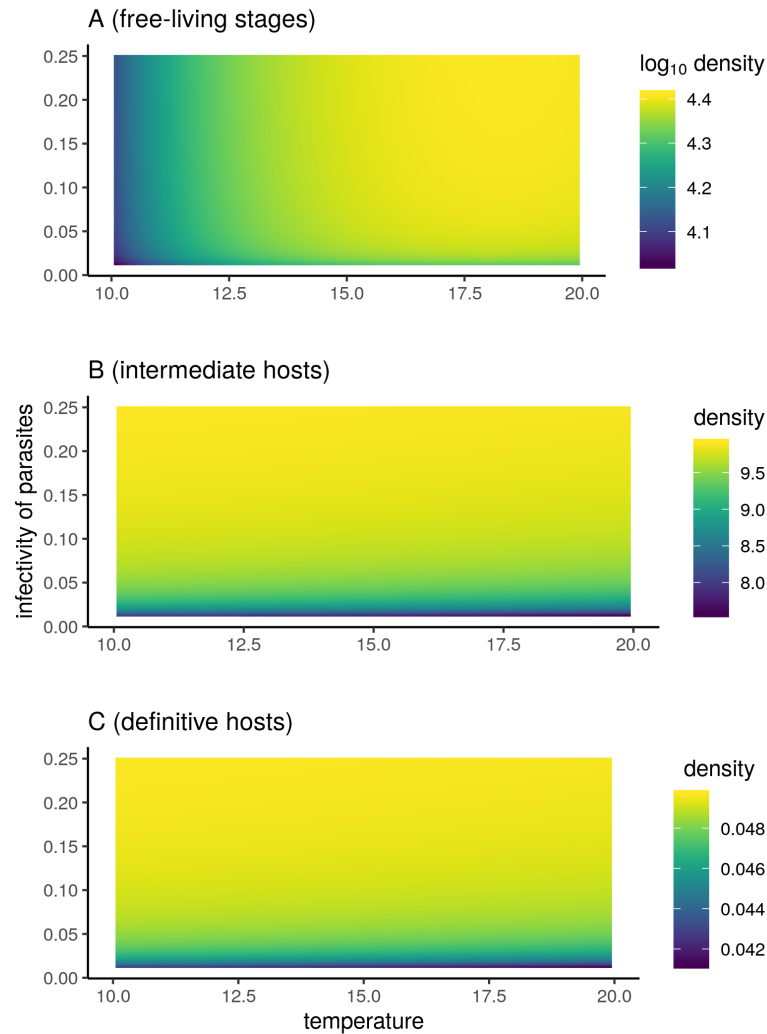 A (free-living stages)
log₁₀ density
0.25
0.20
0.15
0.10
0.05
0.00
10.0 12.5 15.0 17.5 20.0
4.4
4.3
4.2
4.1
infectivity of parasites
B (intermediate hosts)
density
0.25
0.20
0.15
0.10
0.05
0.00
10.0 12.5 15.0 17.5 20.0
9.5
9.0
8.5
8.0
C (definitive hosts)
density
0.25
0.20
0.15
0.10
0.05
0.00
10.0 12.5 15.0 17.5 20.0
0.048
0.046
0.044
0.042
temperature